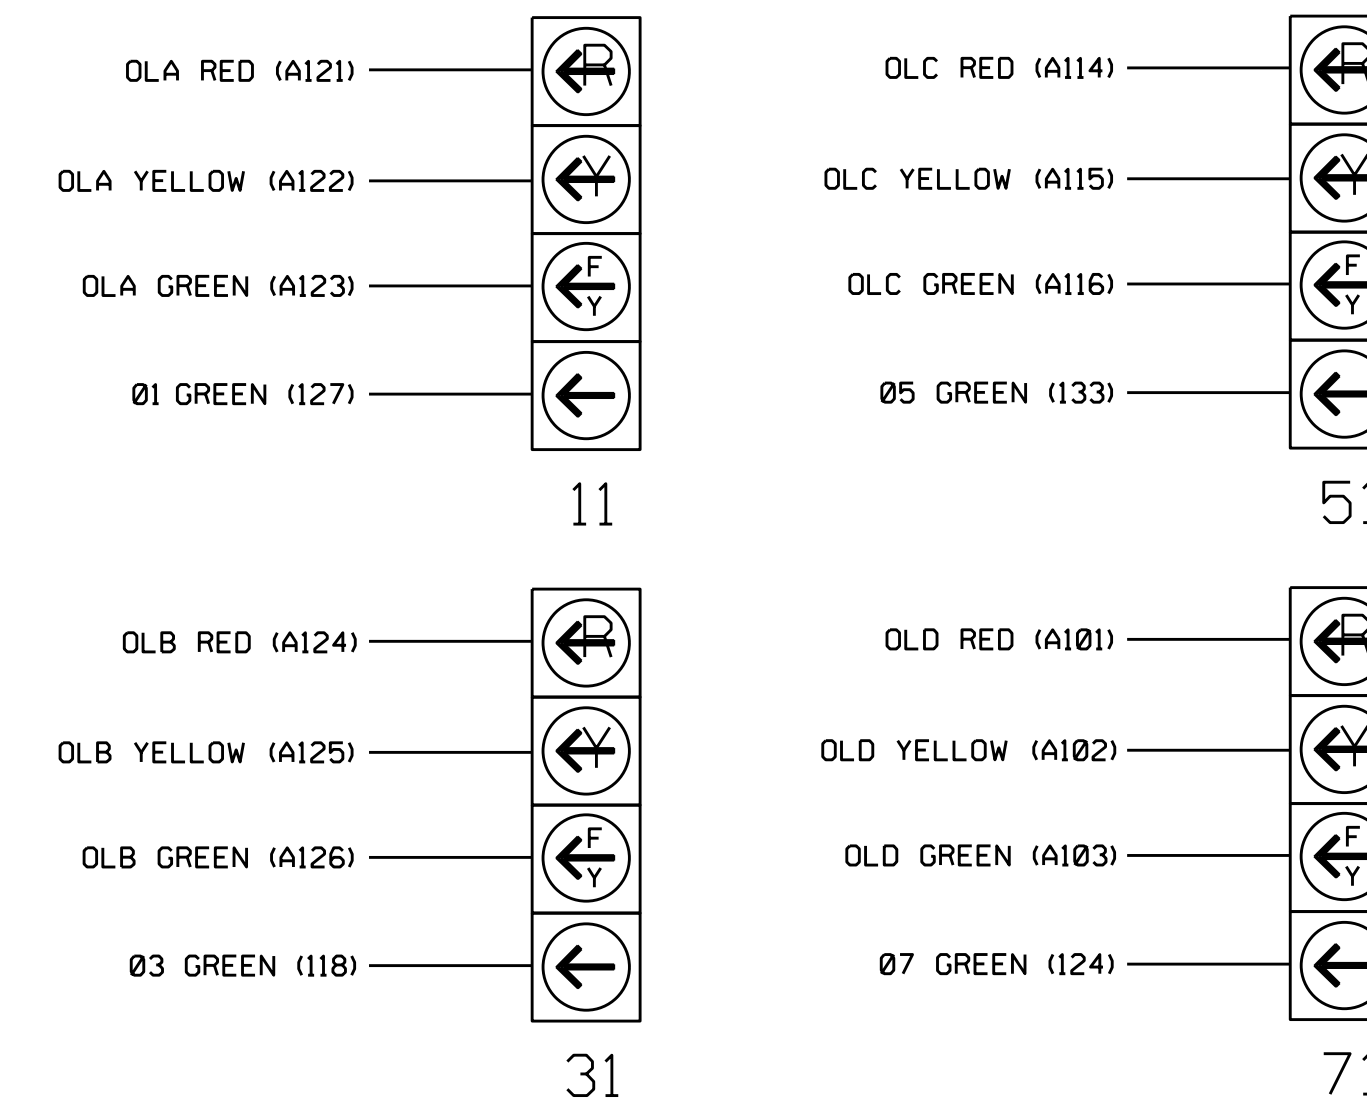 OLA RED (A121)
R
OLA YELLOW (A122)
Y
OLA GREEN (A123)
F
Y
Ø1 GREEN (127)
11
OLC RED (A114)
R
OLC YELLOW (A115)
Y
OLC GREEN (A116)
F
Y
Ø5 GREEN (133)
51
OLB RED (A124)
R
OLB YELLOW (A125)
Y
OLB GREEN (A126)
F
Y
Ø3 GREEN (118)
31
OLD RED (A1Ø1)
R
OLD YELLOW (A1Ø2)
Y
OLD GREEN (A1Ø3)
F
Y
Ø7 GREEN (124)
71